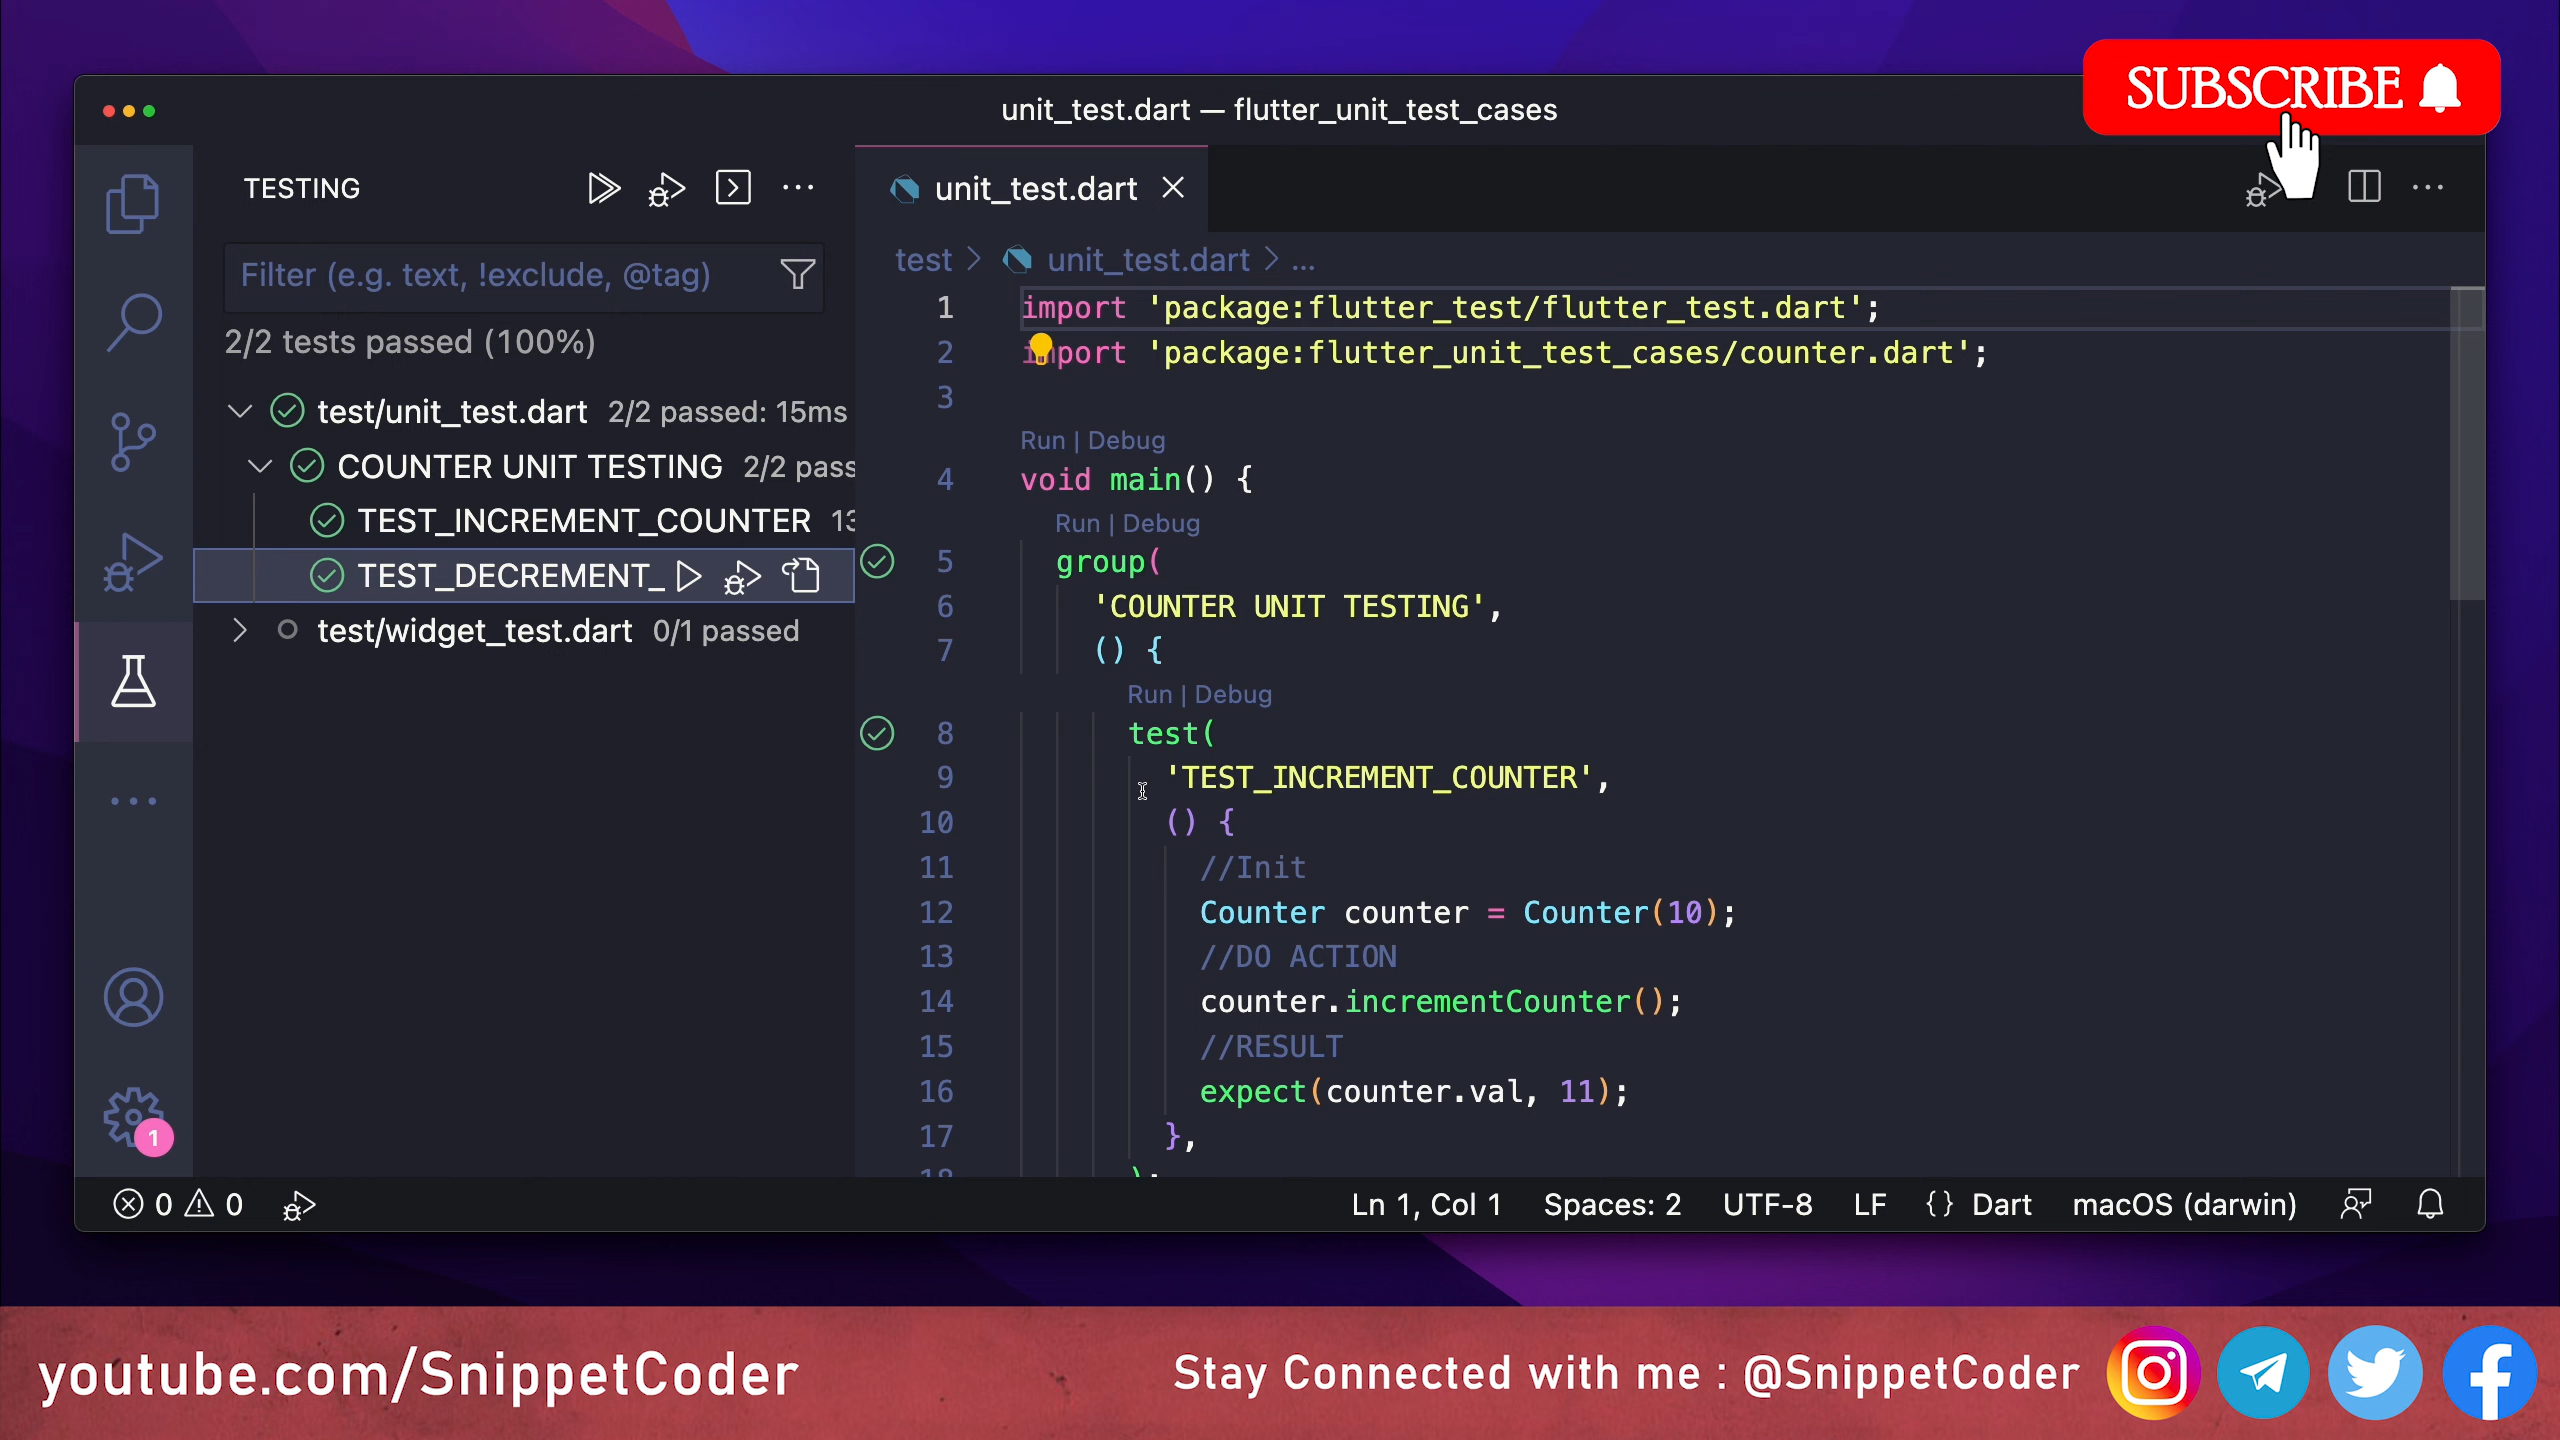 SUBSCRIBE
unit_test.dart — flutter_unit_test_cases
TESTING
Filter (e.g. text, !exclude, @tag)
2/2 tests passed (100%)
test/unit_test.dart 2/2 passed: 15ms
COUNTER UNIT TESTING 2/2 pass
TEST_INCREMENT_COUNTER 13
TEST_DECREMENT_
test/widget_test.dart 0/1 passed
1
unit_test.dart
test > unit_test.dart > ...
1 import 'package:flutter_test/flutter_test.dart';
2 import 'package:flutter_unit_test_cases/counter.dart';
3
Run | Debug
4 void main() {
Run | Debug
5 group(
6 'COUNTER UNIT TESTING',
7 () {
Run | Debug
8 test(
9 'TEST_INCREMENT_COUNTER',
10 () {
11 //Init
12 Counter counter = Counter(10);
13 //DO ACTION
14 counter.incrementCounter();
15 //RESULT
16 expect(counter.val, 11);
17 },
18 );
0 0
Ln 1, Col 1 Spaces: 2 UTF-8 LF {} Dart macOS (darwin)
youtube.com/SnippetCoder
Stay Connected with me : @SnippetCoder